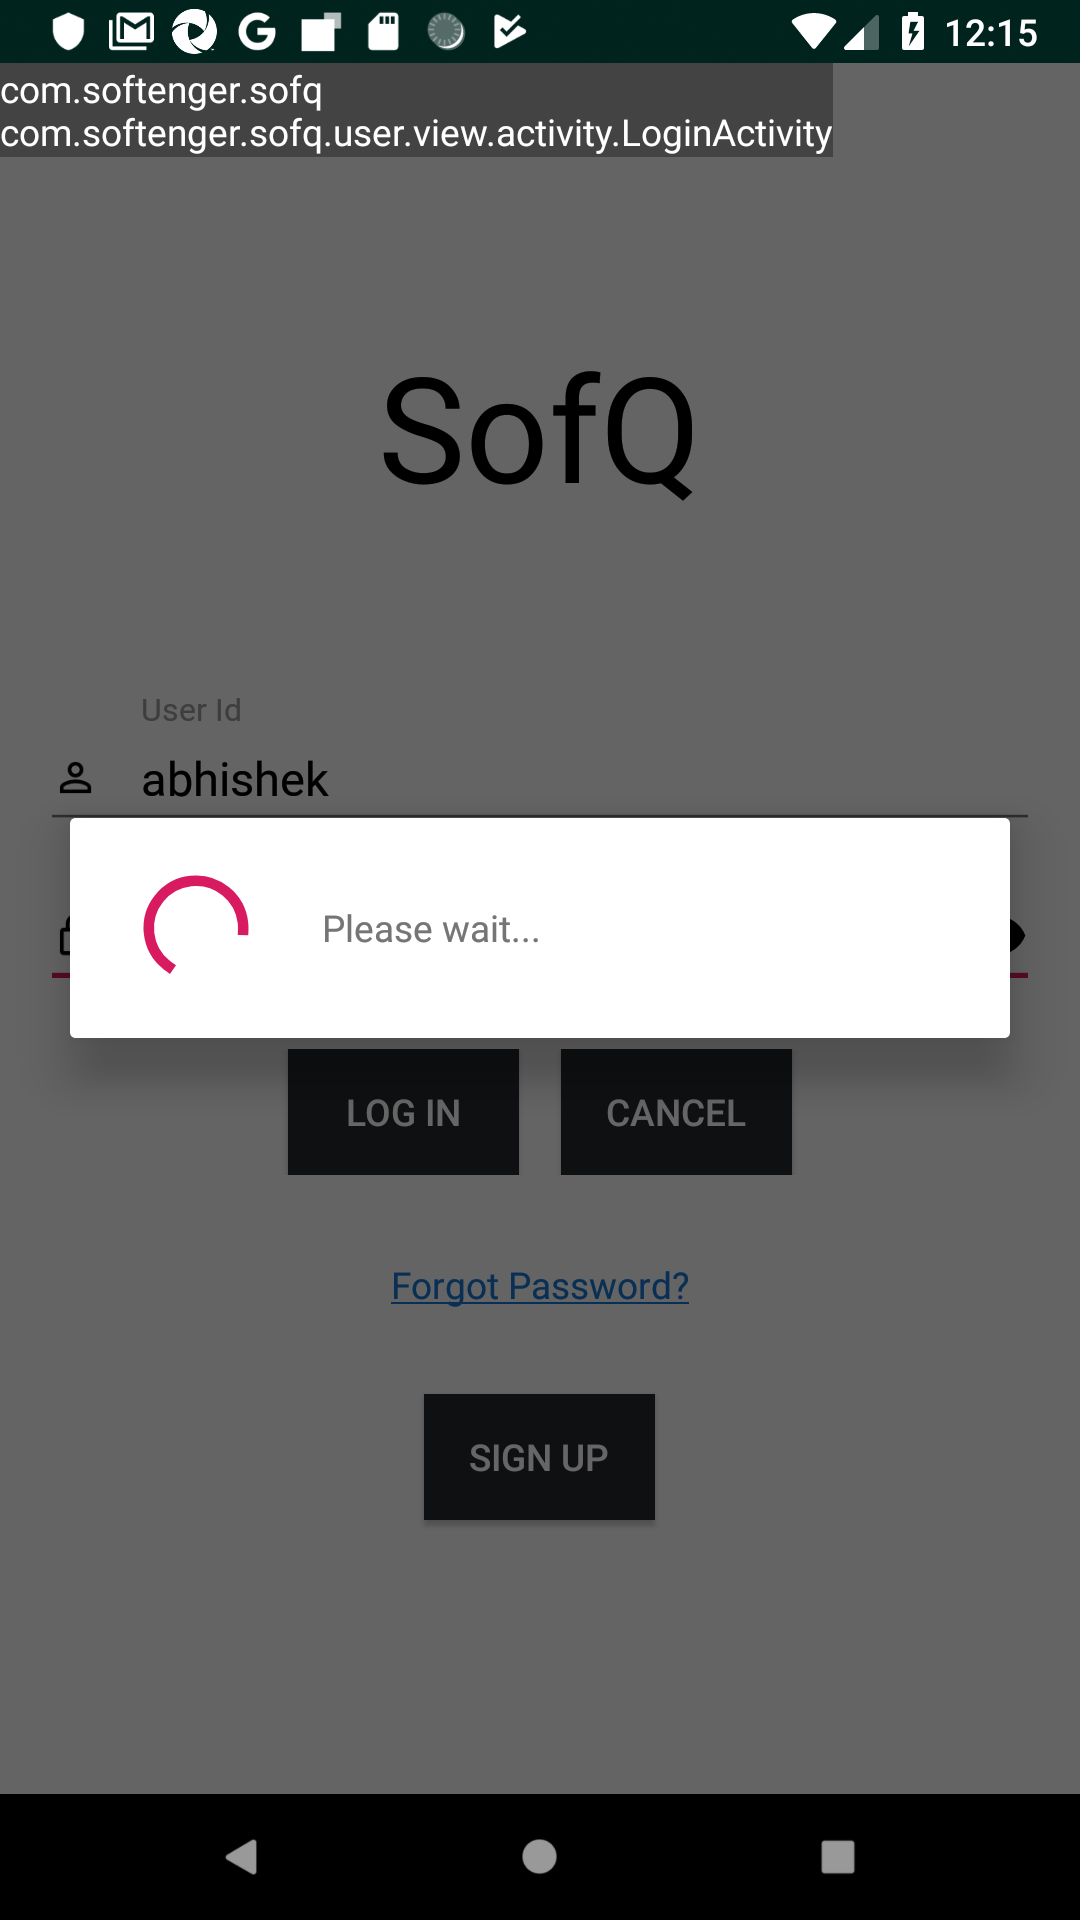 12:15
com.softenger.sofq
com.softenger.sofq.user.view.activity.LoginActivity
SofQ
User Id
abhishek
Please wait...
LOG IN
CANCEL
Forgot Password?
SIGN UP